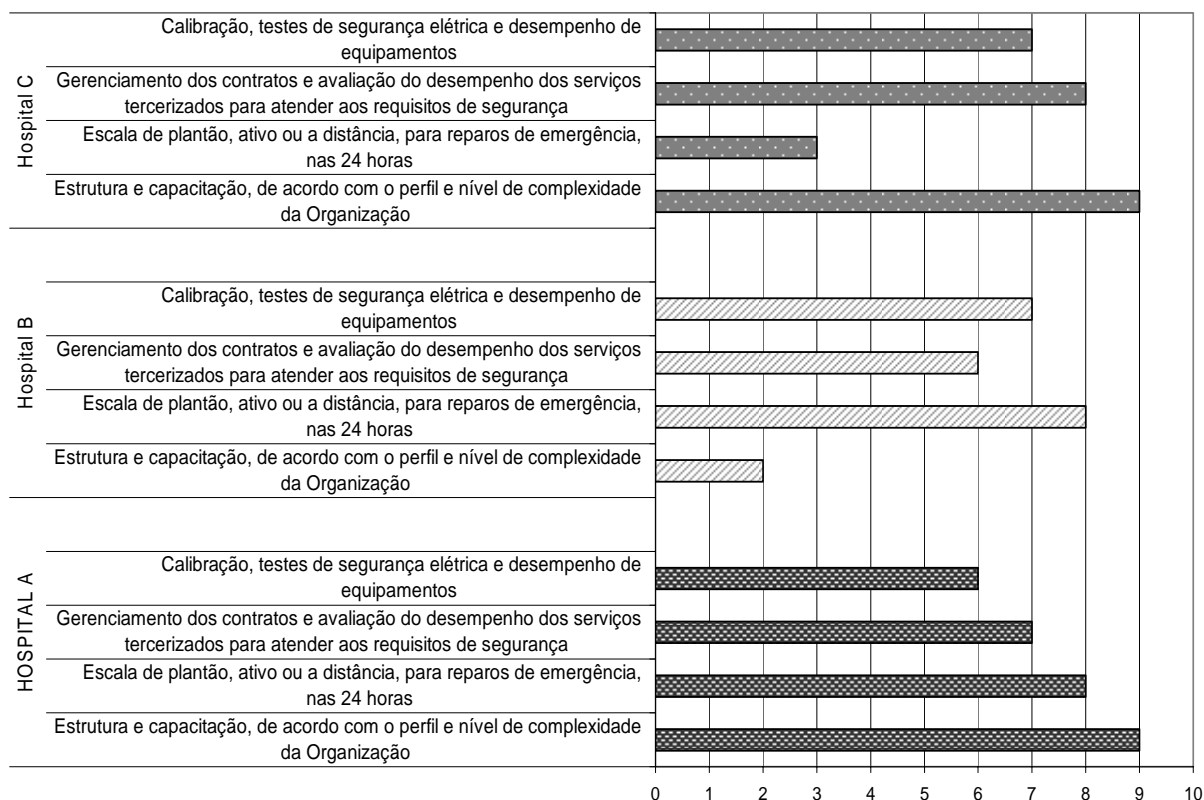 Hospital C
Calibração, testes de segurança elétrica e desempenho de
equipamentos
Gerenciamento dos contratos e avaliação do desempenho dos serviços
tercerizados para atender aos requisitos de segurança
Escala de plantão, ativo ou a distância, para reparos de emergência,
nas 24 horas
Estrutura e capacitação, de acordo com o perfil e nível de complexidade
da Organização
Hospital B
Calibração, testes de segurança elétrica e desempenho de
equipamentos
Gerenciamento dos contratos e avaliação do desempenho dos serviços
tercerizados para atender aos requisitos de segurança
Escala de plantão, ativo ou a distância, para reparos de emergência,
nas 24 horas
Estrutura e capacitação, de acordo com o perfil e nível de complexidade
da Organização
HOSPITAL A
Calibração, testes de segurança elétrica e desempenho de
equipamentos
Gerenciamento dos contratos e avaliação do desempenho dos serviços
tercerizados para atender aos requisitos de segurança
Escala de plantão, ativo ou a distância, para reparos de emergência,
nas 24 horas
Estrutura e capacitação, de acordo com o perfil e nível de complexidade
da Organização
0 1 2 3 4 5 6 7 8 9 10